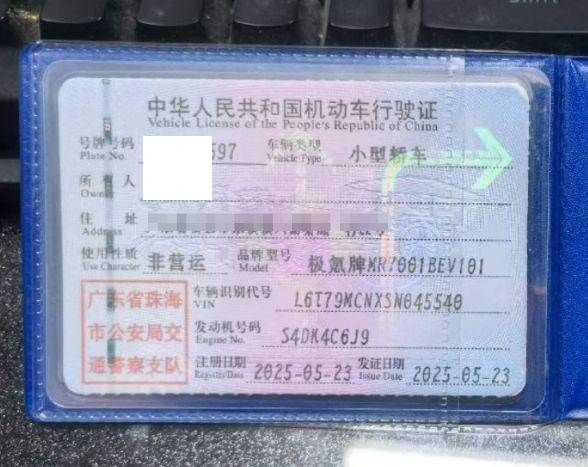 中华人民共和国机动车行驶证
Vehicle License of the People's Republic of China
号牌号码 597 车辆类型 小型轿车
Plate No. Vehicle Type
所有人
Owner
住址
Address
使用性质 非营运 品牌型号 极氪牌MR7001BEV101
Use Character Model
广东省珠海市公安局交通警察支队
车辆识别代号 L6T79MCNXSN045540
VIN
发动机号码 S4DK4C6J9
Engine No.
注册日期 2025-05-23 发证日期 2025-05-23
Register Date Issue Date